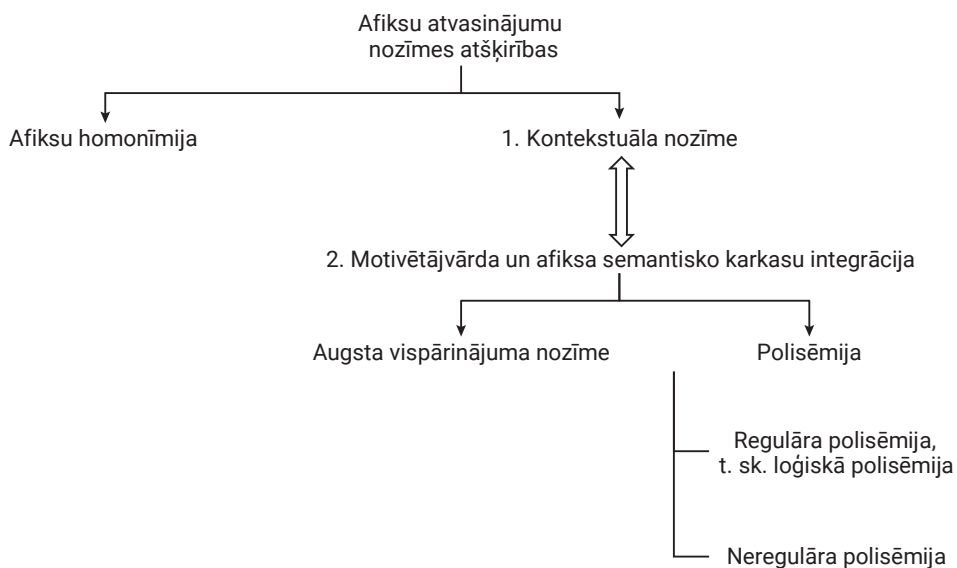 Afiksu atvasinājumu
nozīmes atšķirības
Afiksu homonīmija
1. Kontekstuāla nozīme
2. Motivētājvārda un afiksa semantisko karkasu integrācija
Augsta vispārinājuma nozīme
Polisēmija
Regulāra polisēmija,
t. sk. loģiskā polisēmija
Neregulāra polisēmija